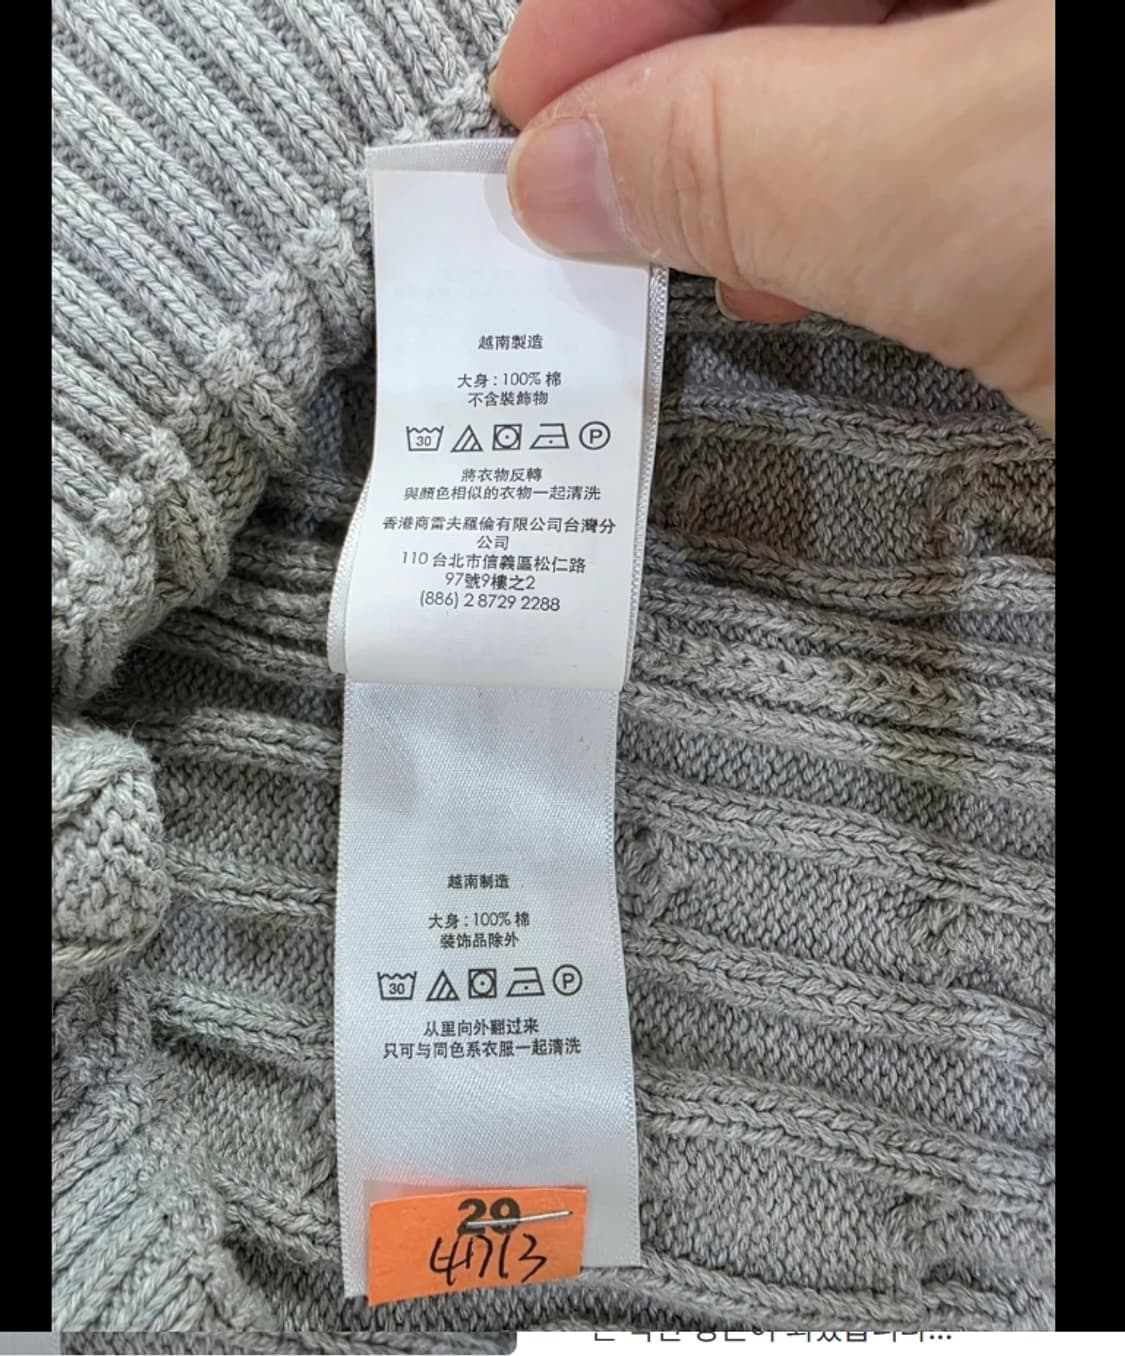 越南製造
大身 : 100% 棉
不含裝飾物
30 P
將衣物反轉
與顏色相似的衣物一起清洗
香港商雷夫羅倫有限公司台灣分
公司
110 台北市信義區松仁路
97號9樓之2
(886) 2 8729 2288
越南制造
大身 : 100% 棉
装饰品除外
30 P
从里向外翻过来
只可与同色系衣服一起清洗
29